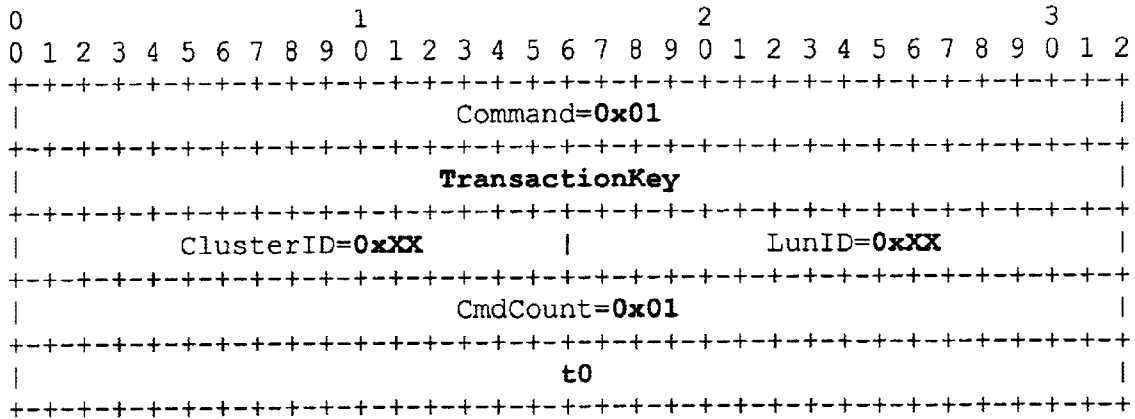 0                   1                   2                   3
0 1 2 3 4 5 6 7 8 9 0 1 2 3 4 5 6 7 8 9 0 1 2 3 4 5 6 7 8 9 0 1 2
+-+-+-+-+-+-+-+-+-+-+-+-+-+-+-+-+-+-+-+-+-+-+-+-+-+-+-+-+-+-+-+-+
|                         Command=0x01                          |
+-+-+-+-+-+-+-+-+-+-+-+-+-+-+-+-+-+-+-+-+-+-+-+-+-+-+-+-+-+-+-+-+
|                        TransactionKey                         |
+-+-+-+-+-+-+-+-+-+-+-+-+-+-+-+-+-+-+-+-+-+-+-+-+-+-+-+-+-+-+-+-+
|         ClusterID=0xXX        |           LunID=0xXX          |
+-+-+-+-+-+-+-+-+-+-+-+-+-+-+-+-+-+-+-+-+-+-+-+-+-+-+-+-+-+-+-+-+
|                         CmdCount=0x01                         |
+-+-+-+-+-+-+-+-+-+-+-+-+-+-+-+-+-+-+-+-+-+-+-+-+-+-+-+-+-+-+-+-+
|                               t0                              |
+-+-+-+-+-+-+-+-+-+-+-+-+-+-+-+-+-+-+-+-+-+-+-+-+-+-+-+-+-+-+-+-+